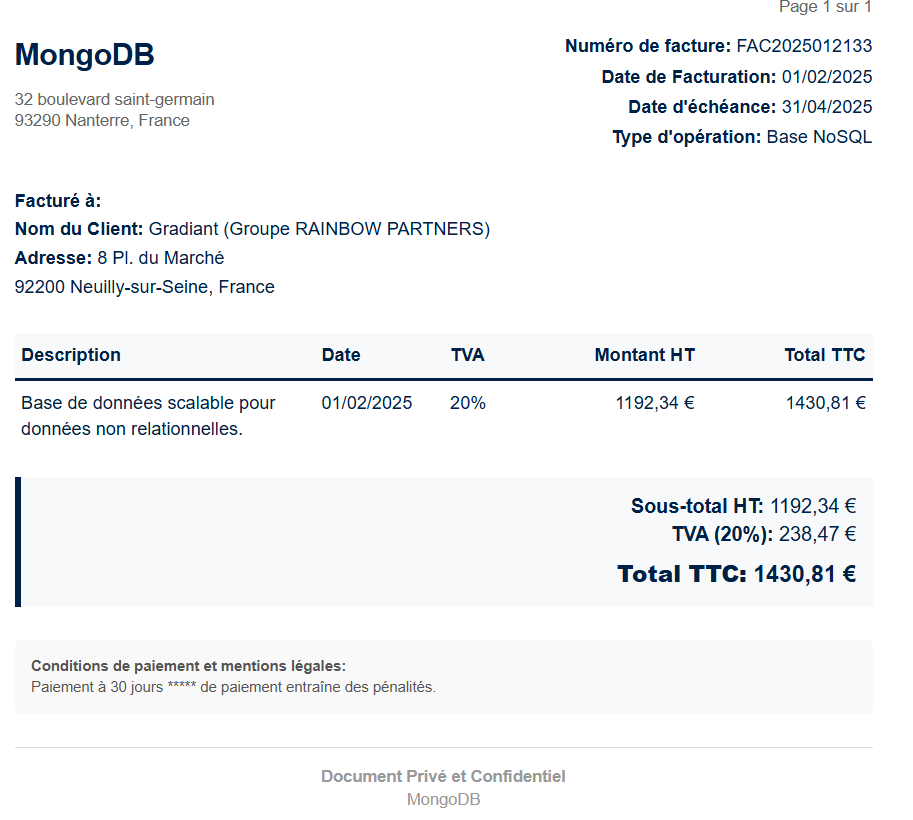 Page 1 sur 1
MongoDB
32 boulevard saint-germain
93290 Nanterre, France
Numéro de facture: FAC2025012133
Date de Facturation: 01/02/2025
Date d'échéance: 31/04/2025
Type d'opération: Base NoSQL
Facturé à:
Nom du Client: Gradiant (Groupe RAINBOW PARTNERS)
Adresse: 8 Pl. du Marché
92200 Neuilly-sur-Seine, France
Description Date TVA Montant HT Total TTC
Base de données scalable pour 01/02/2025 20% 1192,34 € 1430,81 €
données non relationnelles.
Sous-total HT: 1192,34 €
TVA (20%): 238,47 €
Total TTC: 1430,81 €
Conditions de paiement et mentions légales:
Paiement à 30 jours ***** de paiement entraîne des pénalités.
Document Privé et Confidentiel
MongoDB